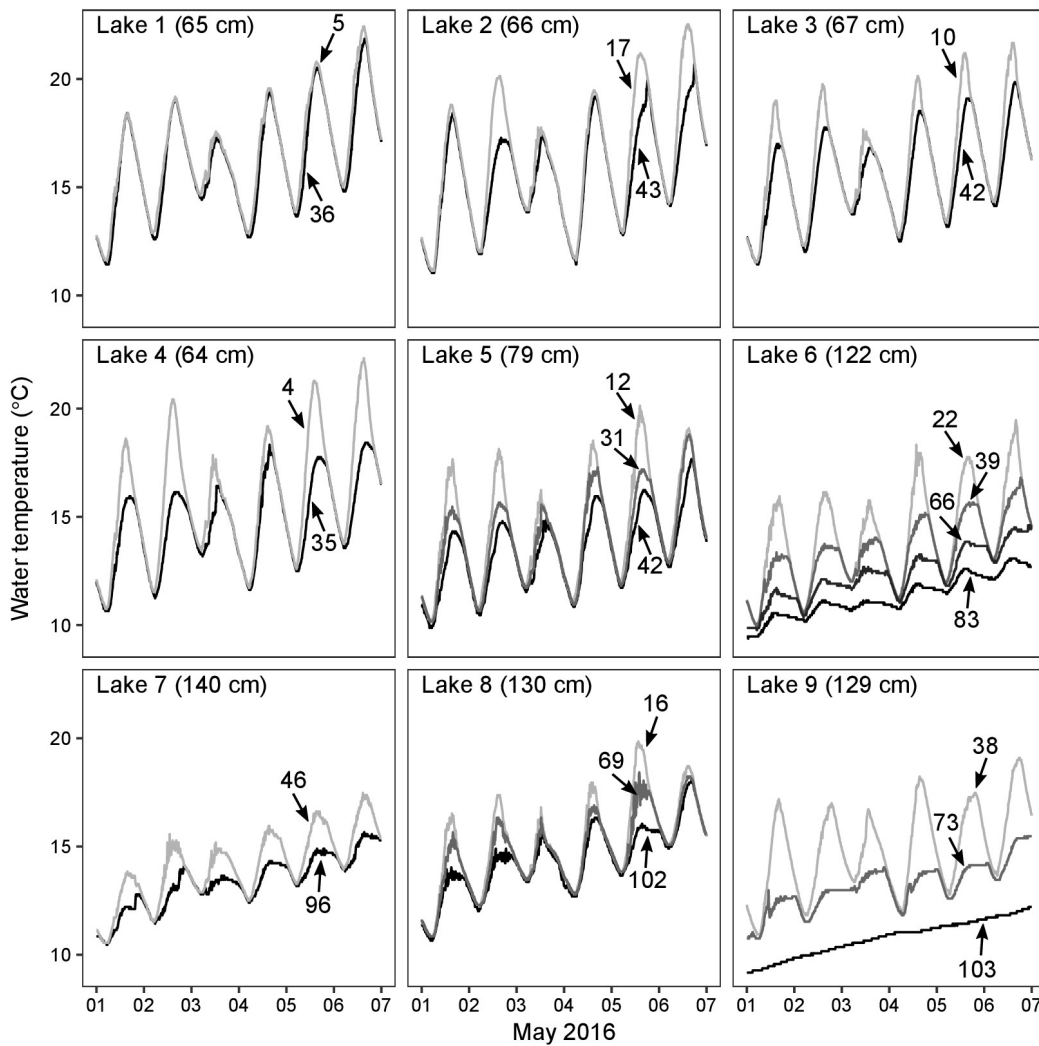 Lake 1 (65 cm)
5
36
Lake 2 (66 cm)
17
43
Lake 3 (67 cm)
10
42
20
15
10
Lake 4 (64 cm)
4
35
Lake 5 (79 cm)
12
31
42
Lake 6 (122 cm)
22
39
66
83
20
15
10
Water temperature (°C)
Lake 7 (140 cm)
46
96
Lake 8 (130 cm)
16
69
102
Lake 9 (129 cm)
38
73
103
20
15
10
01 02 03 04 05 06 07
01 02 03 04 05 06 07
01 02 03 04 05 06 07
May 2016